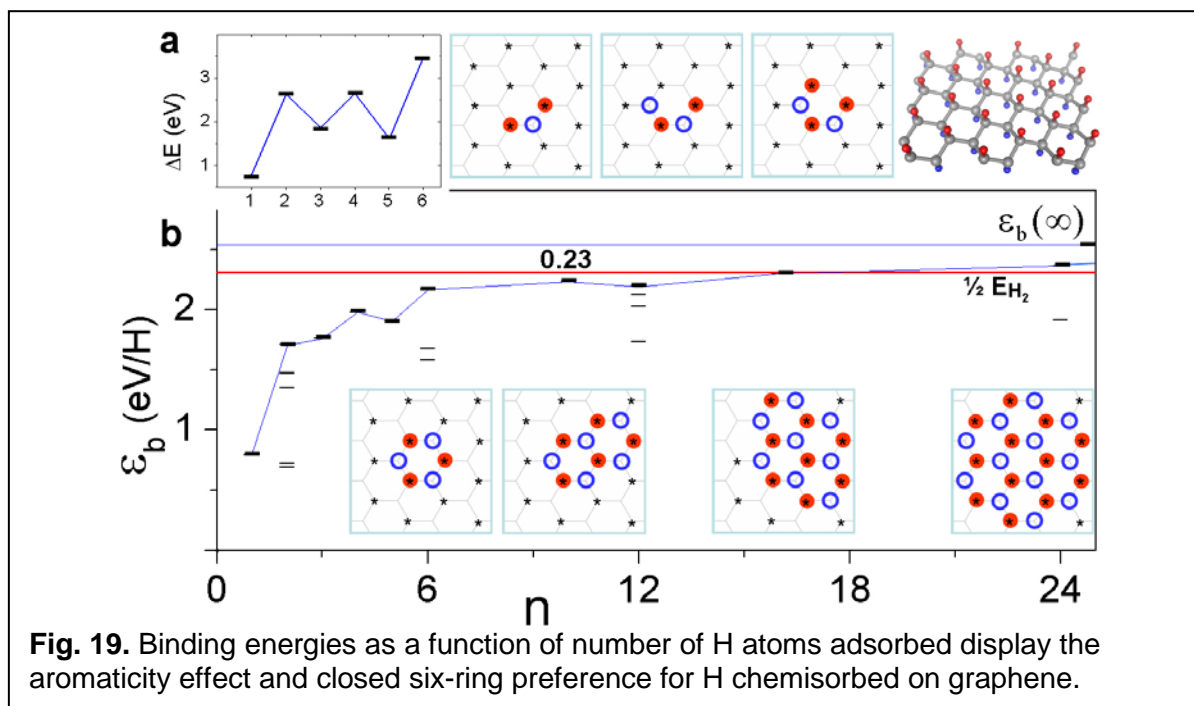 a
ΔE (eV)
3
2
1
1 2 3 4 5 6
b
ε_b(∞)
0.23
½ E_H₂
ε_b (eV/H)
2
1
0 6 12 18 24
n
Fig. 19. Binding energies as a function of number of H atoms adsorbed display the
aromaticity effect and closed six-ring preference for H chemisorbed on graphene.